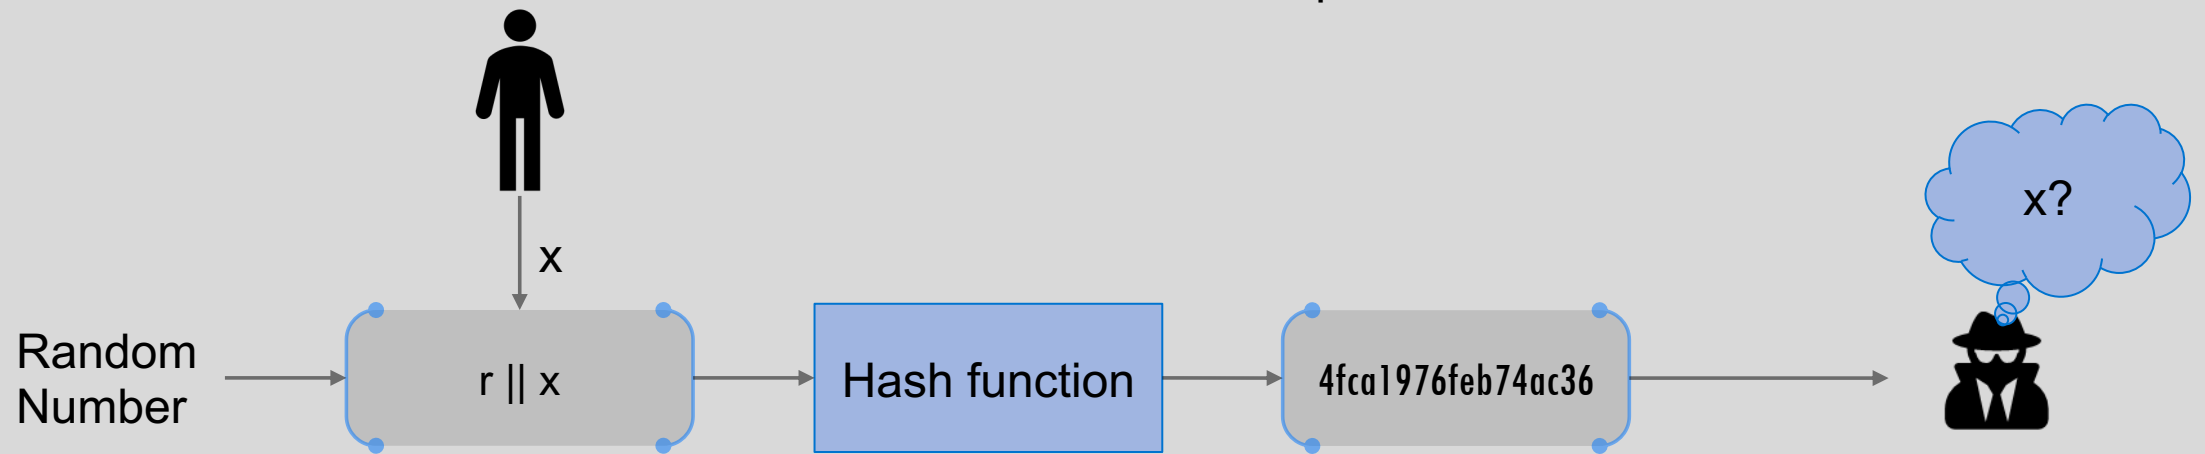 x?
x
Random
Number
r || x
Hash function
4fca1976feb74ac36